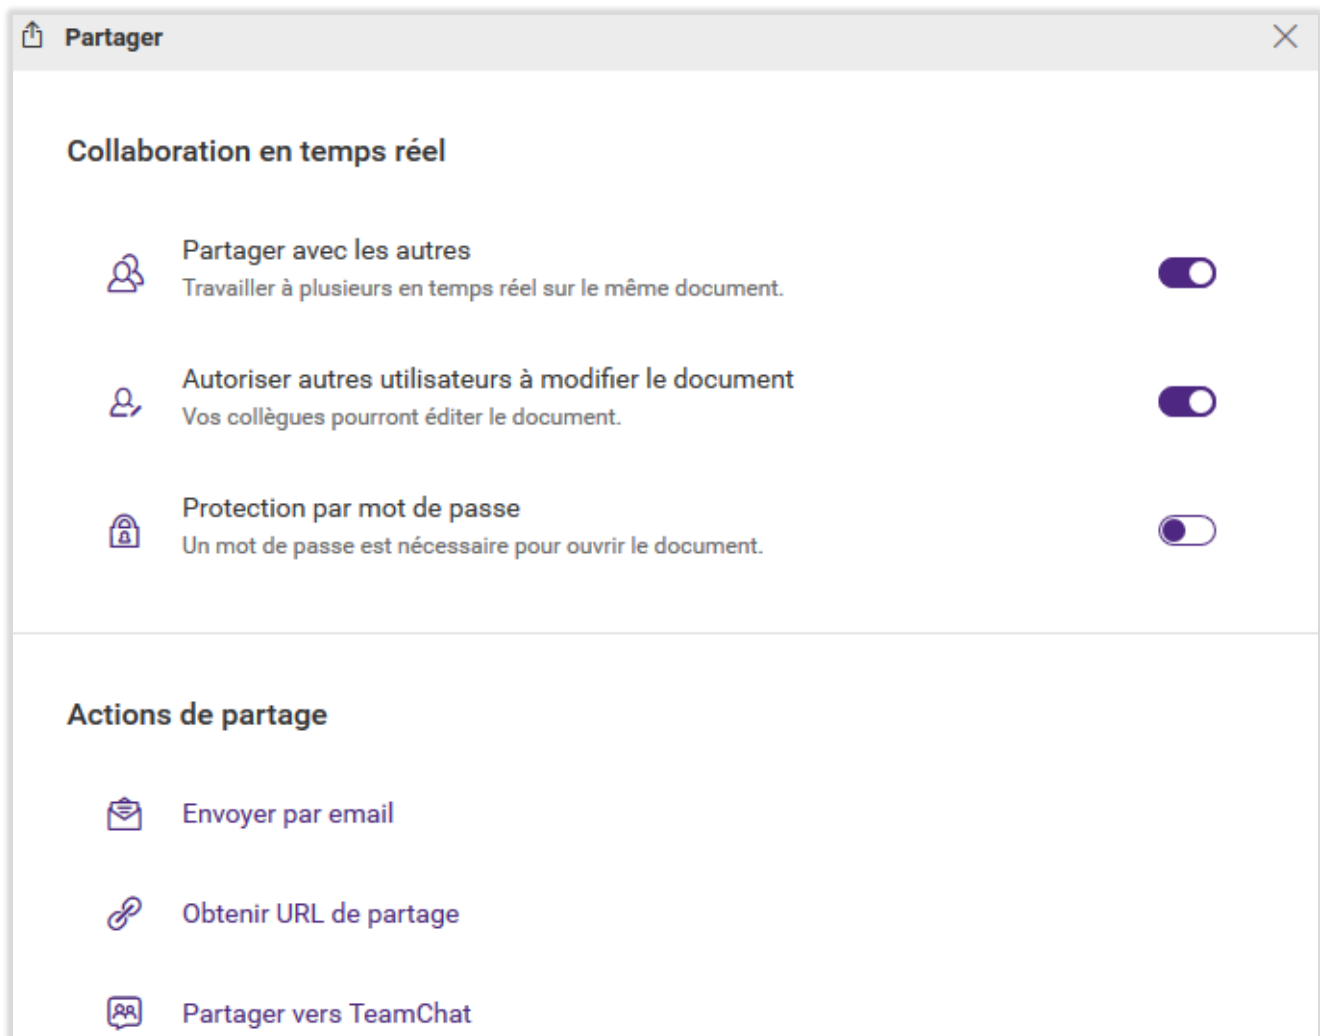 Partager
Collaboration en temps réel
Partager avec les autres
Travailler à plusieurs en temps réel sur le même document.
Autoriser autres utilisateurs à modifier le document
Vos collègues pourront éditer le document.
Protection par mot de passe
Un mot de passe est nécessaire pour ouvrir le document.
Actions de partage
Envoyer par email
Obtenir URL de partage
Partager vers TeamChat